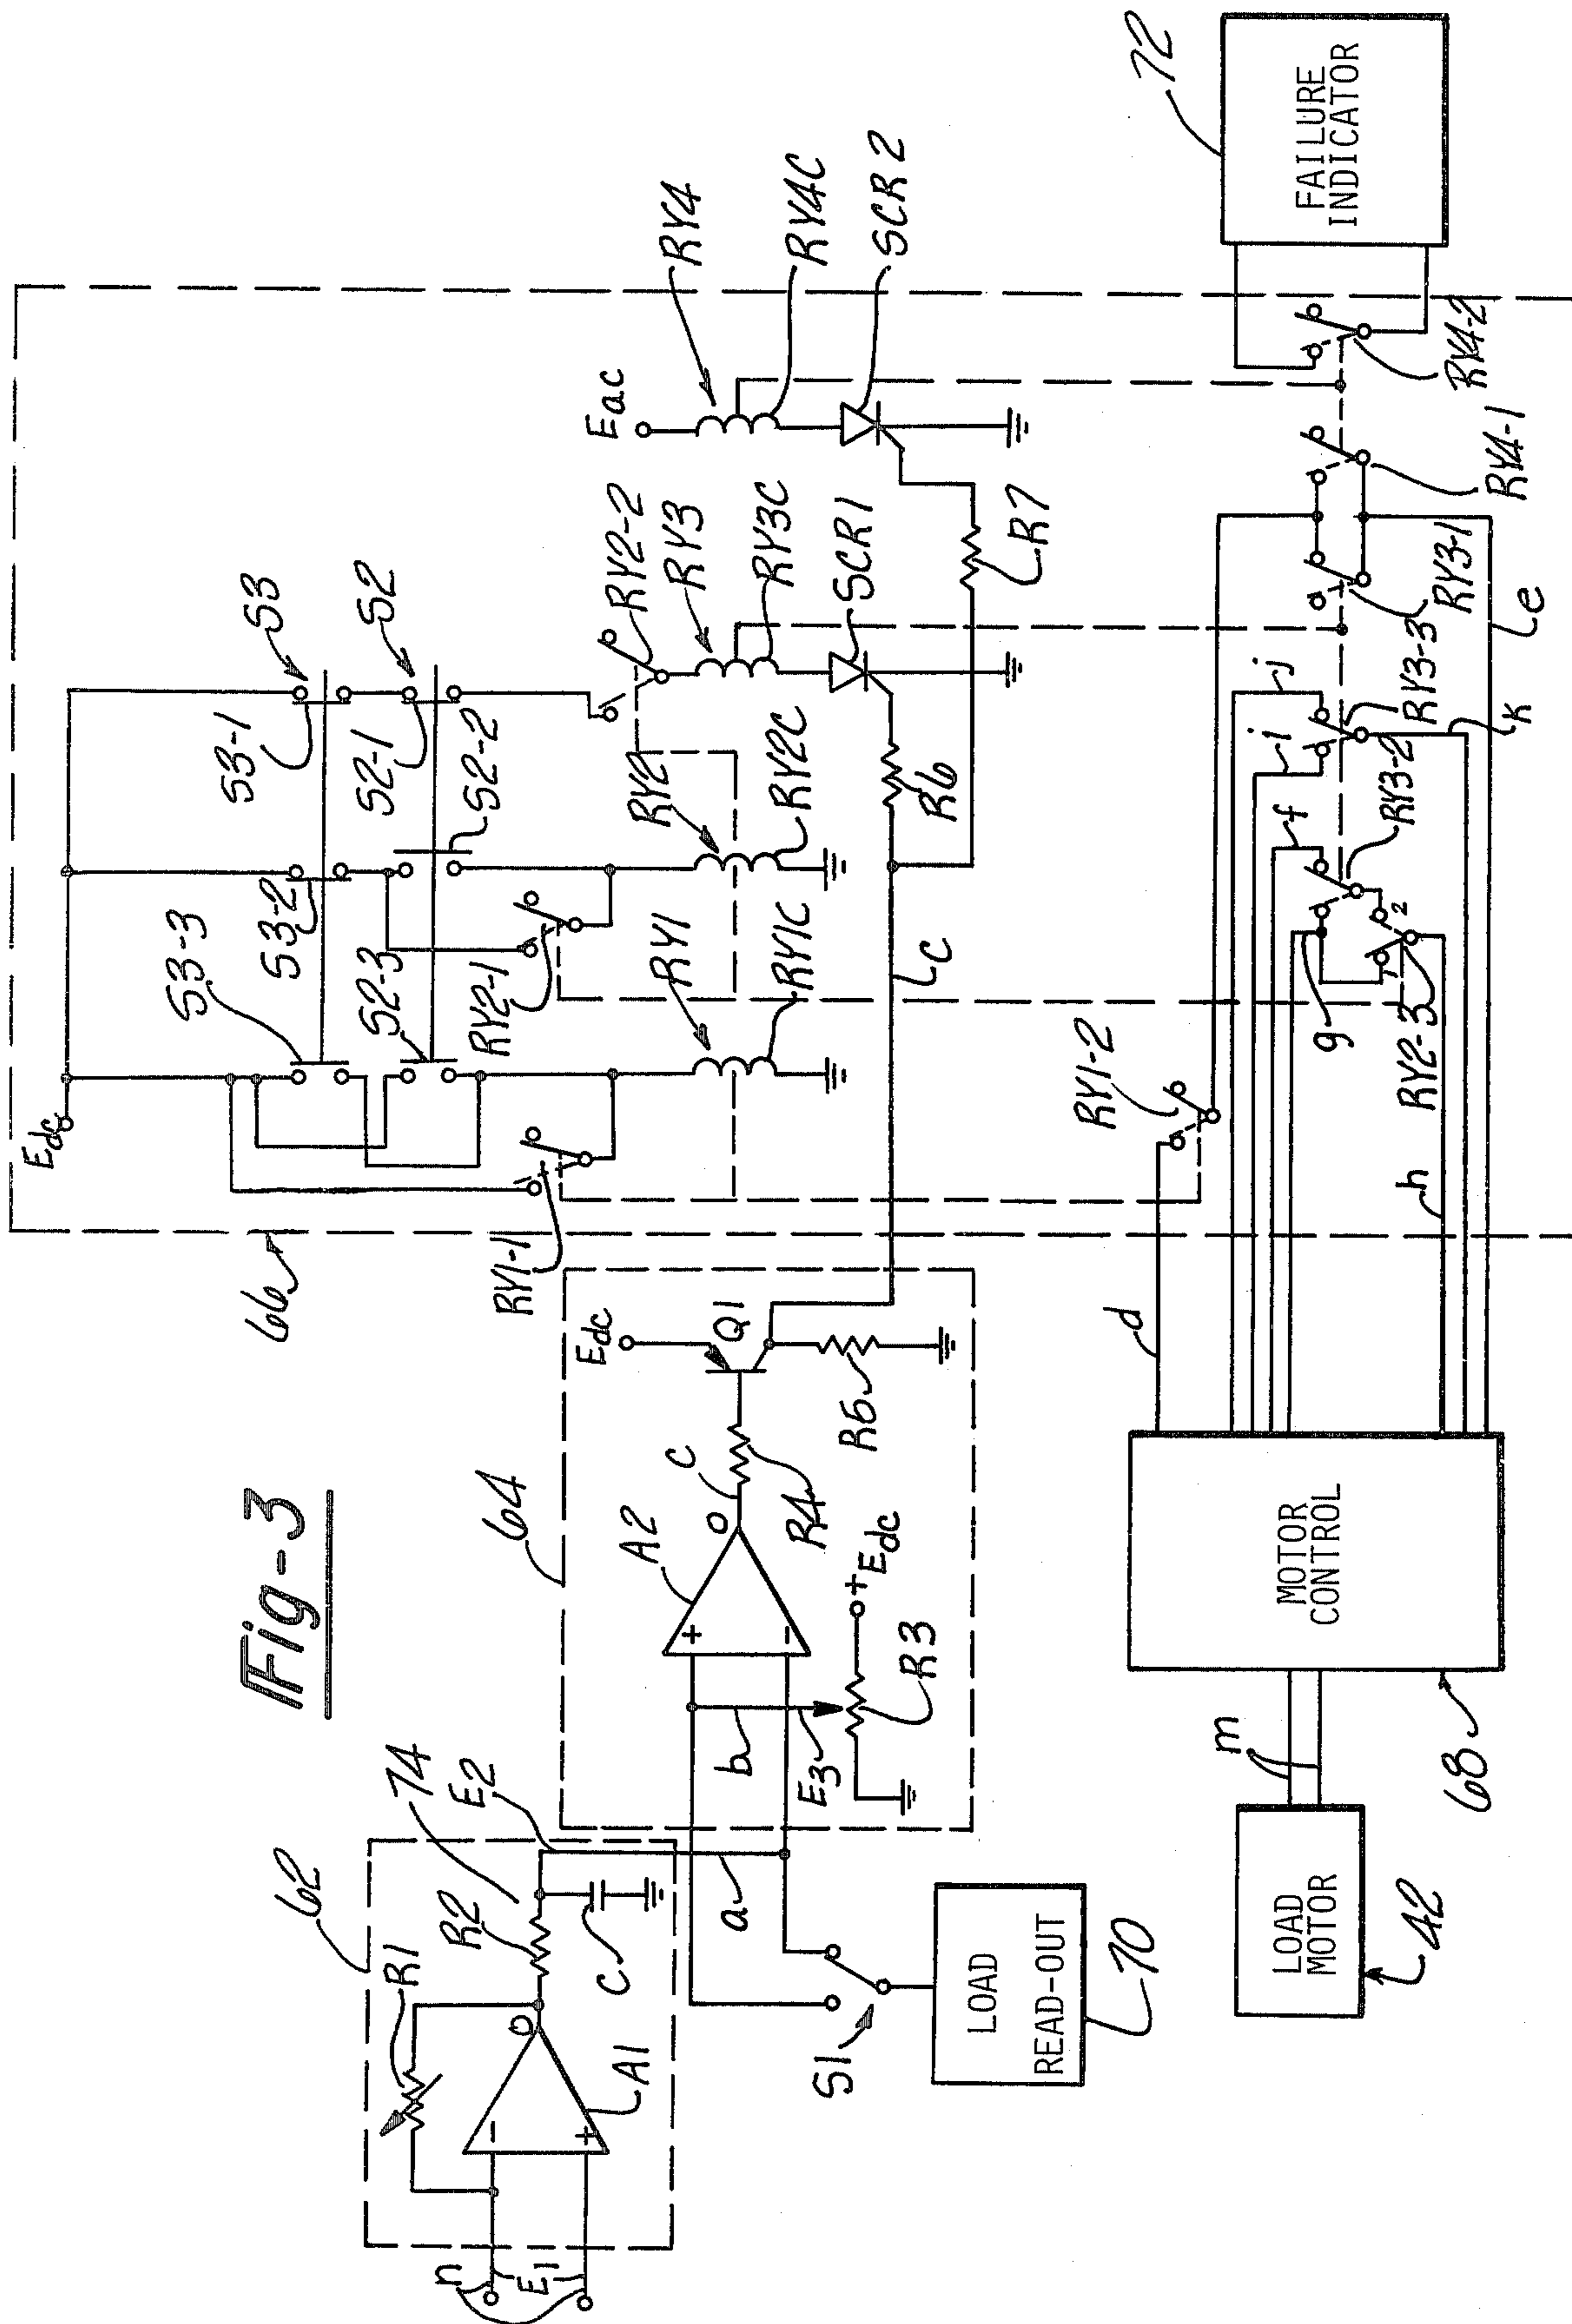 Fig-3
n
E1
62
R1
A1
O
R2
C
74
E2
-
+
a
S1
LOAD
READ-OUT
70
64
A2
+
-
O
b
E3
R3
+Edc
C
R4
Edc
Q1
R5
66
Edc
S3-3
S3-2
S3-1
S3
S2-3
S2-1
S2
S2-2
RY1-1
RY2-1
RY1
RY1C
RY2
RY2C
RY2-2
RY3
RY3C
SCR1
Eac
RY4
RY4C
SCR2
C
R6
R7
LOAD
MOTOR
42
m
MOTOR
CONTROL
68
d
RY1-2
h
g
1
2
RY2-3
f
RY3-2
i
j
RY3-3
k
e
RY3-1
RY4-1
RY4-2
FAILURE
INDICATOR
72